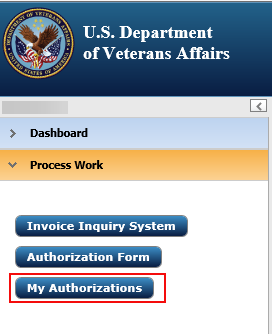 U.S. Department
of Veterans Affairs
Dashboard
Process Work
Invoice Inquiry System
Authorization Form
My Authorizations